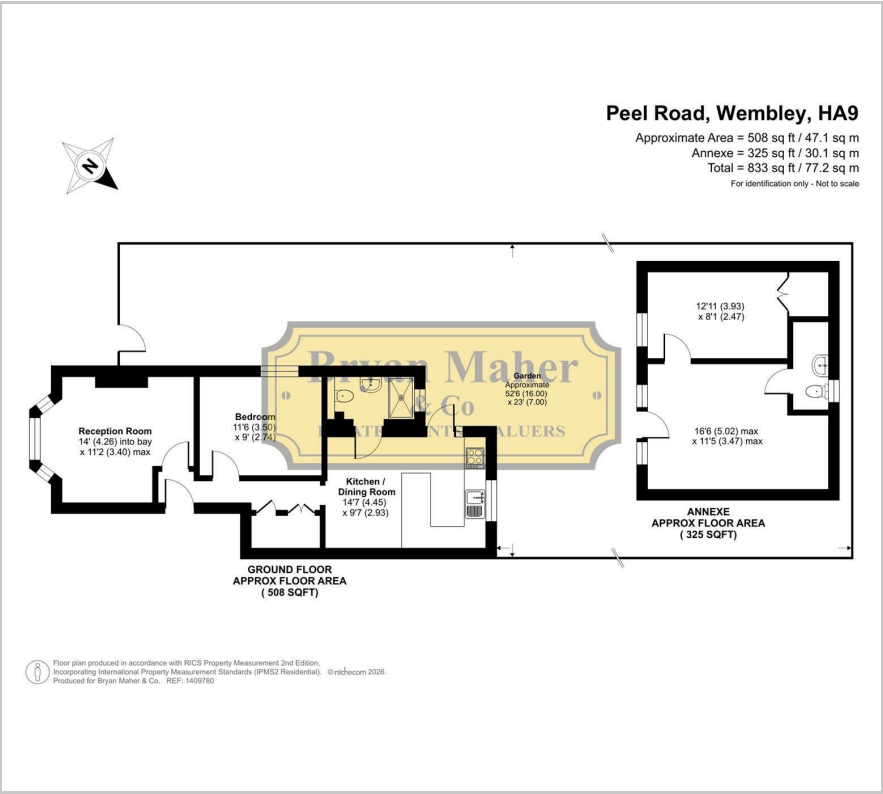 Peel Road, Wembley, HA9
Approximate Area = 508 sq ft / 47.1 sq m
Annexe = 325 sq ft / 30.1 sq m
Total = 833 sq ft / 77.2 sq m
For identification only - Not to scale
N
12'11 (3.93)
x 8'1 (2.47)
Bryan Maher
& Co
Garden
Approximate
52'6 (16.00)
x 23' (7.00)
Bedroom
11'6 (3.50)
x 9' (2.74)
Reception Room
14' (4.26) into bay
x 11'2 (3.40) max
16'6 (5.02) max
x 11'5 (3.47) max
Kitchen /
Dining Room
14'7 (4.45)
x 9'7 (2.93)
ANNEXE
APPROX FLOOR AREA
( 325 SQFT)
GROUND FLOOR
APPROX FLOOR AREA
( 508 SQFT)
Floor plan produced in accordance with RICS Property Measurement 2nd Edition,
Incorporating International Property Measurement Standards (IPMS2 Residential). © nichecom 2026.
Produced for Bryan Maher & Co. REF: 1409780